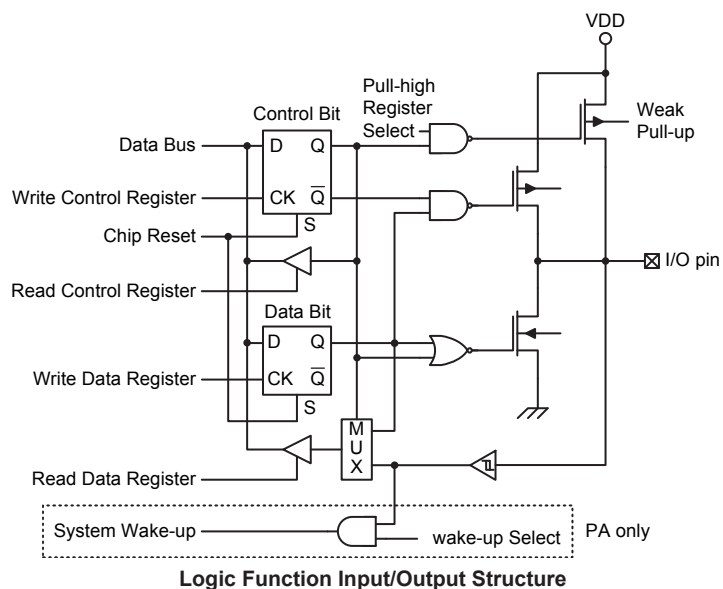 VDD
Pull-high
Register
Select
Control Bit
Weak
Pull-up
Data Bus
D
Q
Write Control Register
CK
Q
Chip Reset
S
I/O pin
Read Control Register
Data Bit
D
Q
Write Data Register
CK
Q
S
M
U
X
Read Data Register
System Wake-up
wake-up Select
PA only
Logic Function Input/Output Structure